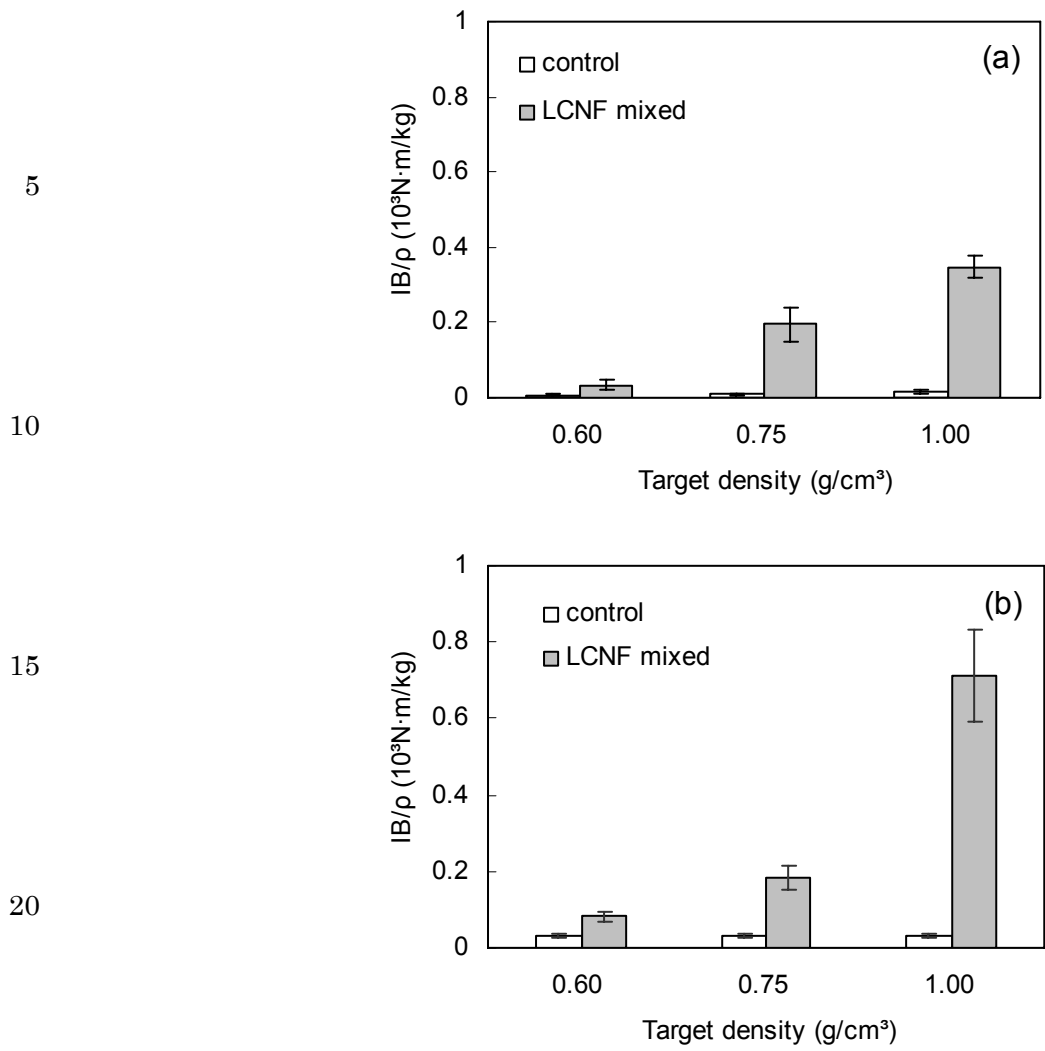 1
(a)
control
0.8
LCNF mixed
0.6
5
IB/ρ (10³N·m/kg)
0.4
0.2
0
10
0.60 0.75 1.00
Target density (g/cm³)
1
(b)
control
0.8
LCNF mixed
15
0.6
IB/ρ (10³N·m/kg)
0.4
0.2
20
0
0.60 0.75 1.00
Target density (g/cm³)